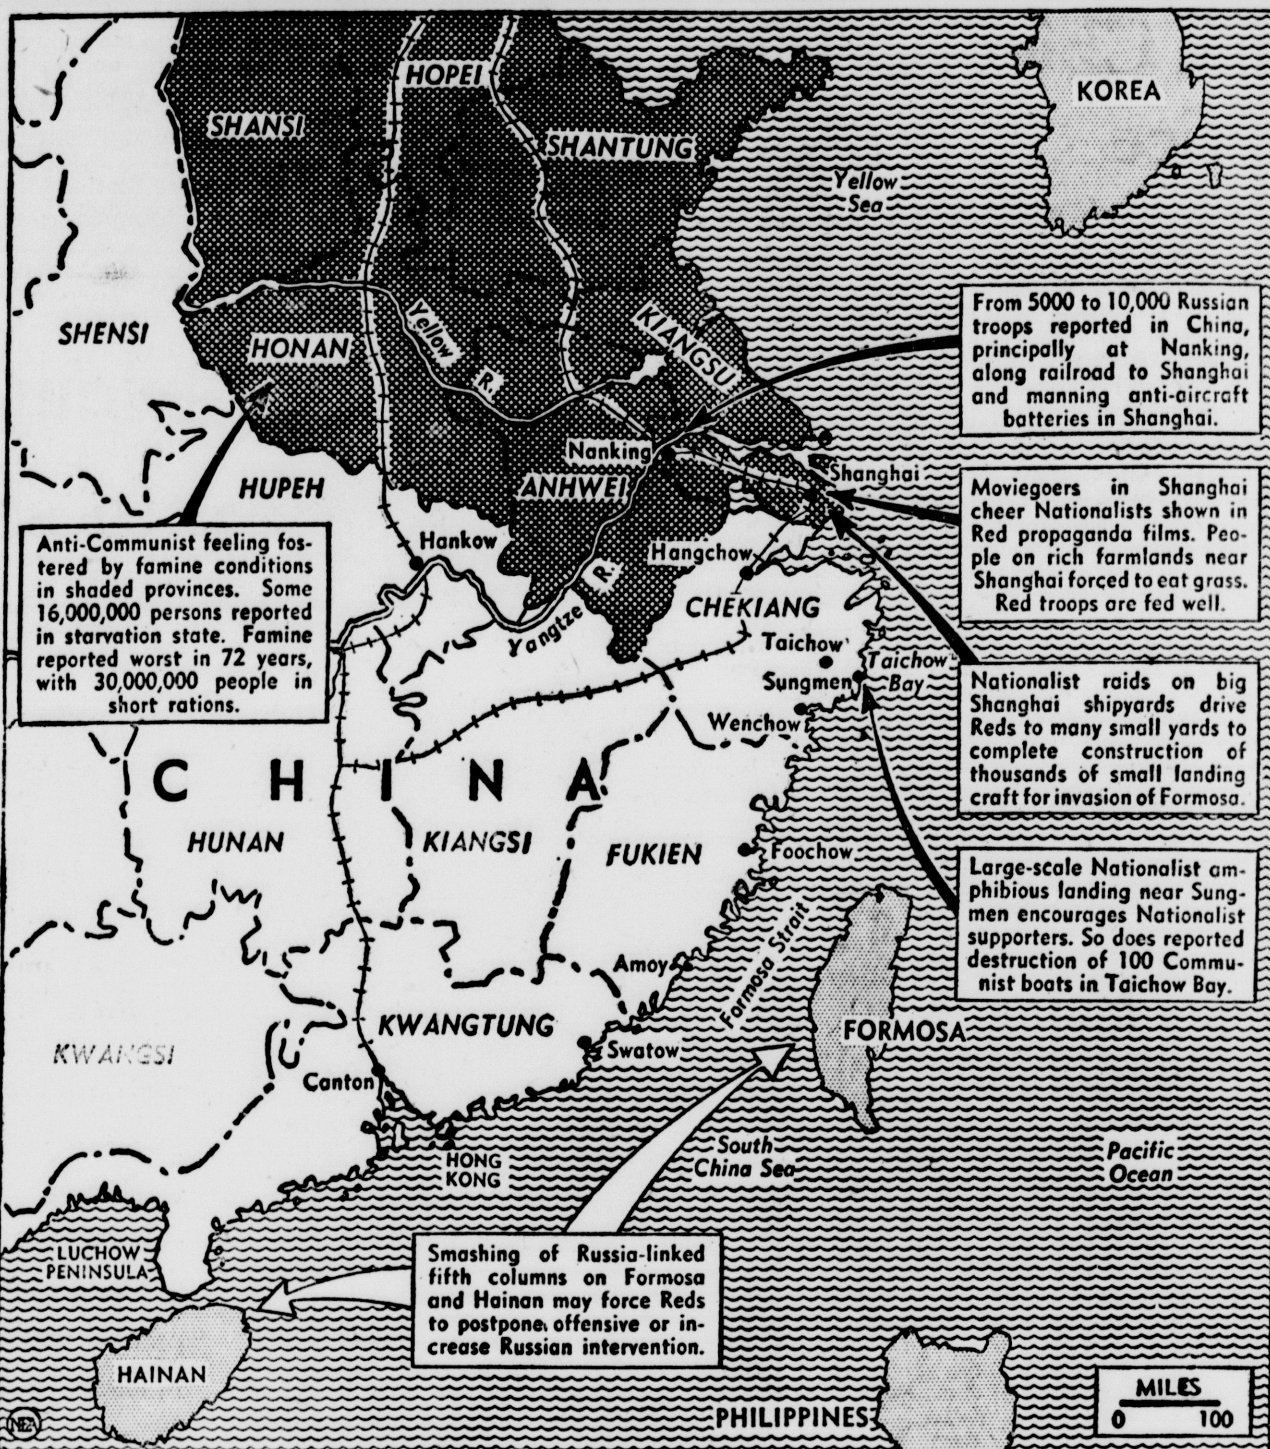 HOPEI
KOREA
SHANSI
SHANTUNG
Yellow
Sea
SHENSI
HONAN
Yellow
R.
KIANGSU
From 5000 to 10,000 Russian
troops reported in China,
principally at Nanking,
along railroad to Shanghai
and manning anti-aircraft
batteries in Shanghai.
Nanking
Shanghai
ANHWEI
HUPEH
Moviegoers in Shanghai
cheer Nationalists shown in
Red propaganda films. Peo-
ple on rich farmlands near
Shanghai forced to eat grass.
Red troops are fed well.
Anti-Communist feeling fos-
tered by famine conditions
in shaded provinces. Some
16,000,000 persons reported
in starvation state. Famine
reported worst in 72 years,
with 30,000,000 people in
short rations.
Hankow
Hangchow
Yangtze
R.
CHEKIANG
Taichow
Taichow
Bay
Sungmen
Wenchow
Nationalist raids on big
Shanghai shipyards drive
Reds to many small yards to
complete construction of
thousands of small landing
craft for invasion of Formosa.
CHINA
HUNAN
KIANGSI
FUKIEN
Foochow
Large-scale Nationalist am-
phibious landing near Sung-
men encourages Nationalist
supporters. So does reported
destruction of 100 Commu-
nist boats in Taichow Bay.
Amoy
Formosa Strait
FORMOSA
KWANGTUNG
Swatow
KWANGSI
Canton
HONG
KONG
South
China Sea
Pacific
Ocean
LUCHOW
PENINSULA
Smashing of Russia-linked
fifth columns on Formosa
and Hainan may force Reds
to postpone offensive or in-
crease Russian intervention.
HAINAN
PHILIPPINES
MILES
0 100
NEA